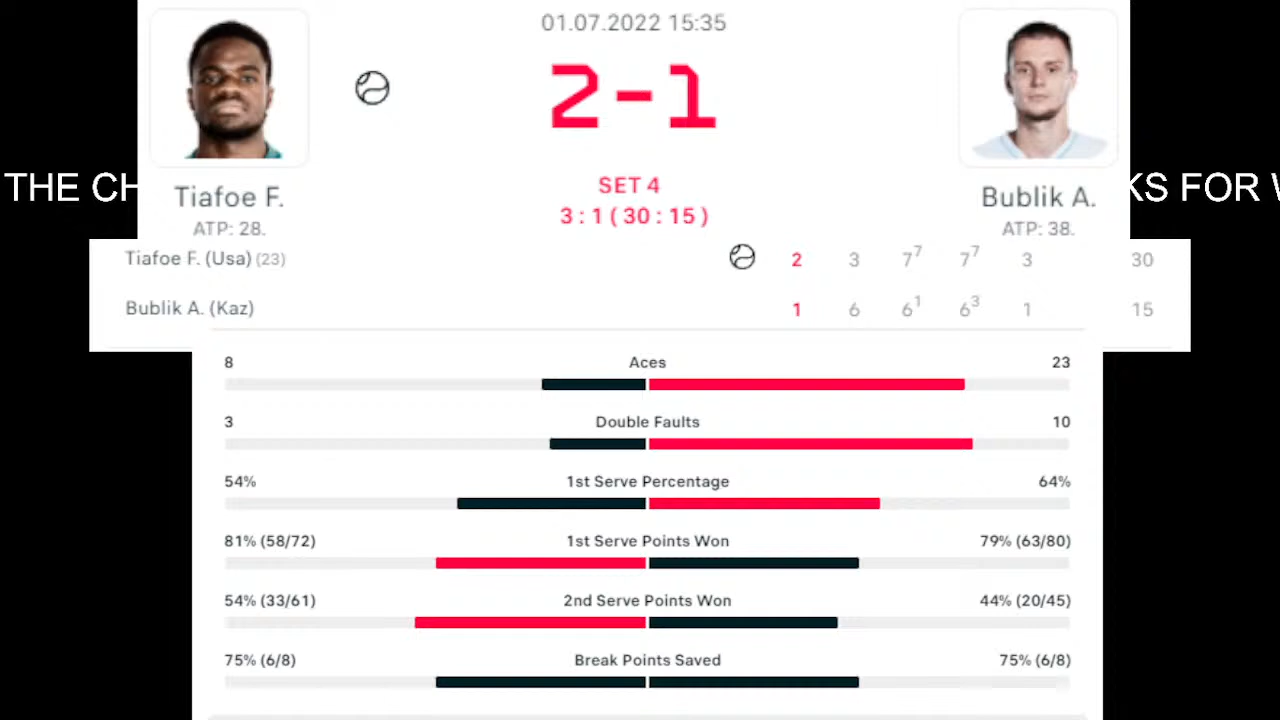 01.07.2022 15:35
2-1
THE CH
KS FOR
SET 4
Tiafoe F.
Bublik A.
3 : 1 ( 30 : 15 )
ATP: 28.
ATP: 38.
Tiafoe F. (Usa) (23) 2 3 7⁷ 7⁷ 3 30
Bublik A. (Kaz) 1 6 6¹ 6³ 1 15
8 Aces 23
3 Double Faults 10
54% 1st Serve Percentage 64%
81% (58/72) 1st Serve Points Won 79% (63/80)
54% (33/61) 2nd Serve Points Won 44% (20/45)
75% (6/8) Break Points Saved 75% (6/8)